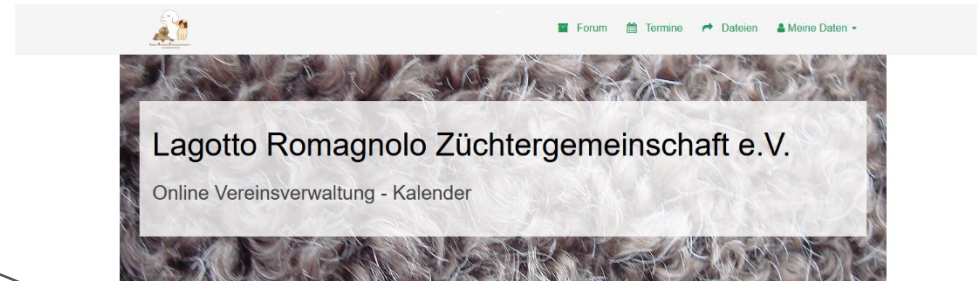 Forum Termine Dateien Meine Daten
Lagotto Romagnolo Züchtergemeinschaft e.V.
Online Vereinsverwaltung - Kalender